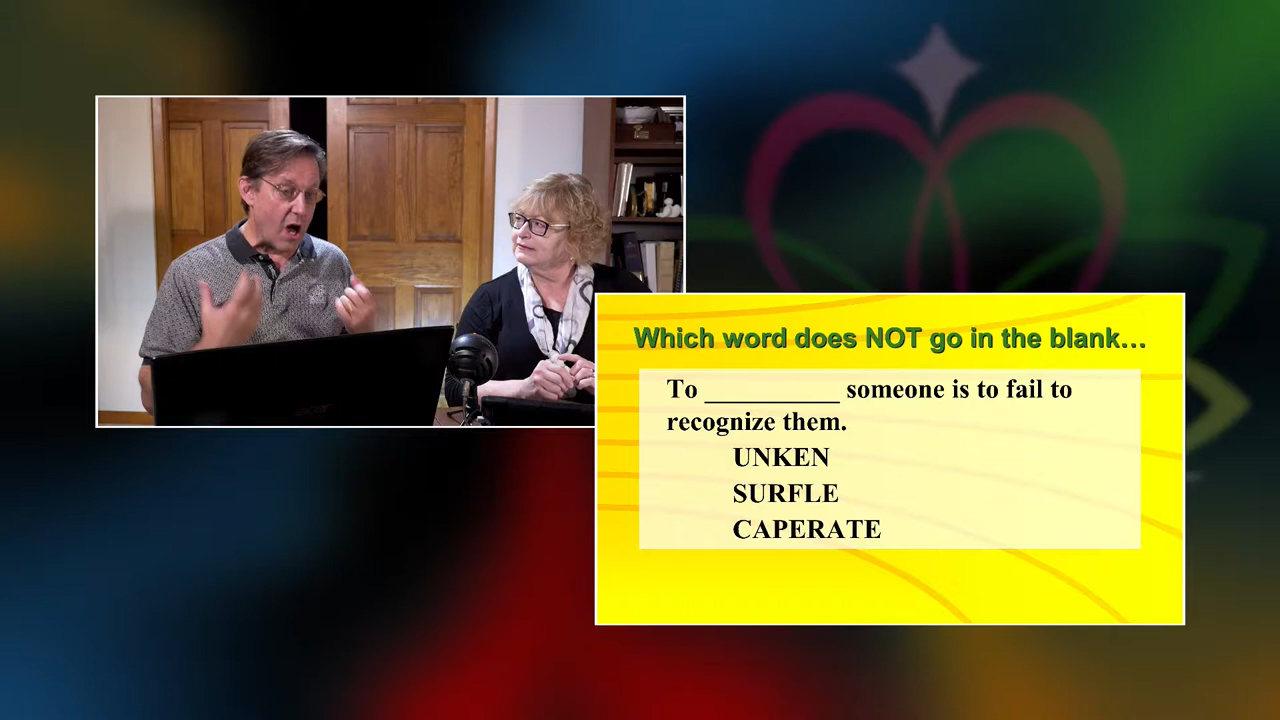 Which word does NOT go in the blank…
To __________ someone is to fail to
recognize them.
UNKEN
SURFLE
CAPERATE